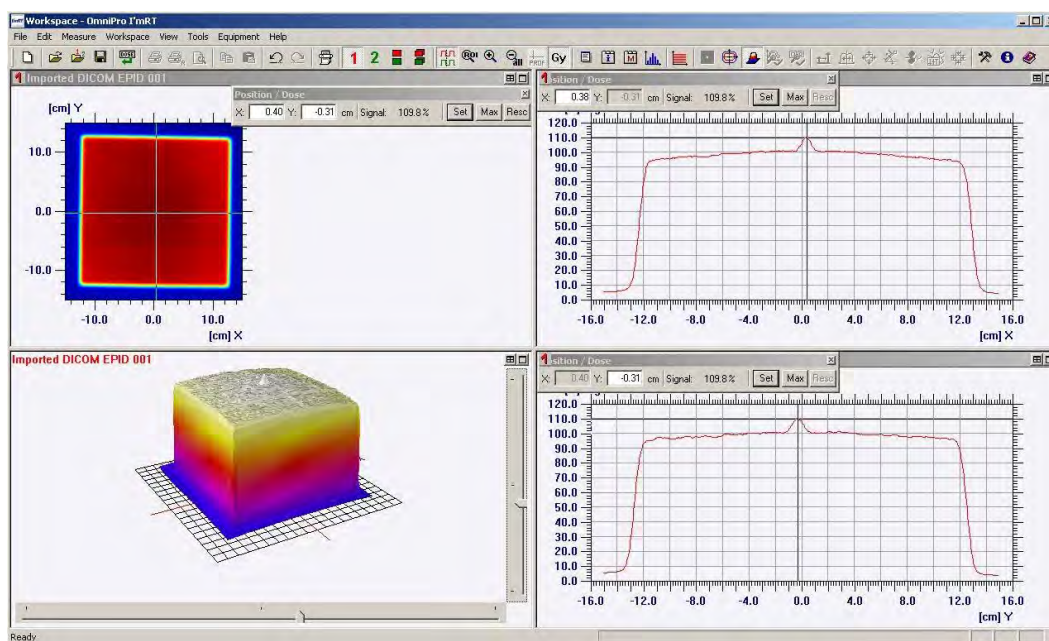 Workspace - OmniPro I'mRT
File Edit Measure Workspace View Tools Equipment Help
1 2 ROI all PROF Gy
1 Imported DICOM EPID 001
[cm] Y
Position / Dose
X: 0.40 Y: -0.31 cm Signal: 109.8% Set Max Resc
10.0
0.0
-10.0
-10.0 0.0 10.0
[cm] X
1 osition / Dose
X: 0.38 Y: -0.31 cm Signal: 109.8% Set Max Resc
120.0
110.0
100.0
90.0
80.0
70.0
60.0
50.0
40.0
30.0
20.0
10.0
0.0
-16.0 -12.0 -8.0 -4.0 0.0 4.0 8.0 12.0 16.0
[cm] X
Imported DICOM EPID 001
1 osition / Dose
X: 0.40 Y: -0.31 cm Signal: 109.8% Set Max Resc
120.0
110.0
100.0
90.0
80.0
70.0
60.0
50.0
40.0
30.0
20.0
10.0
0.0
-16.0 -12.0 -8.0 -4.0 0.0 4.0 8.0 12.0 16.0
[cm] Y
Ready